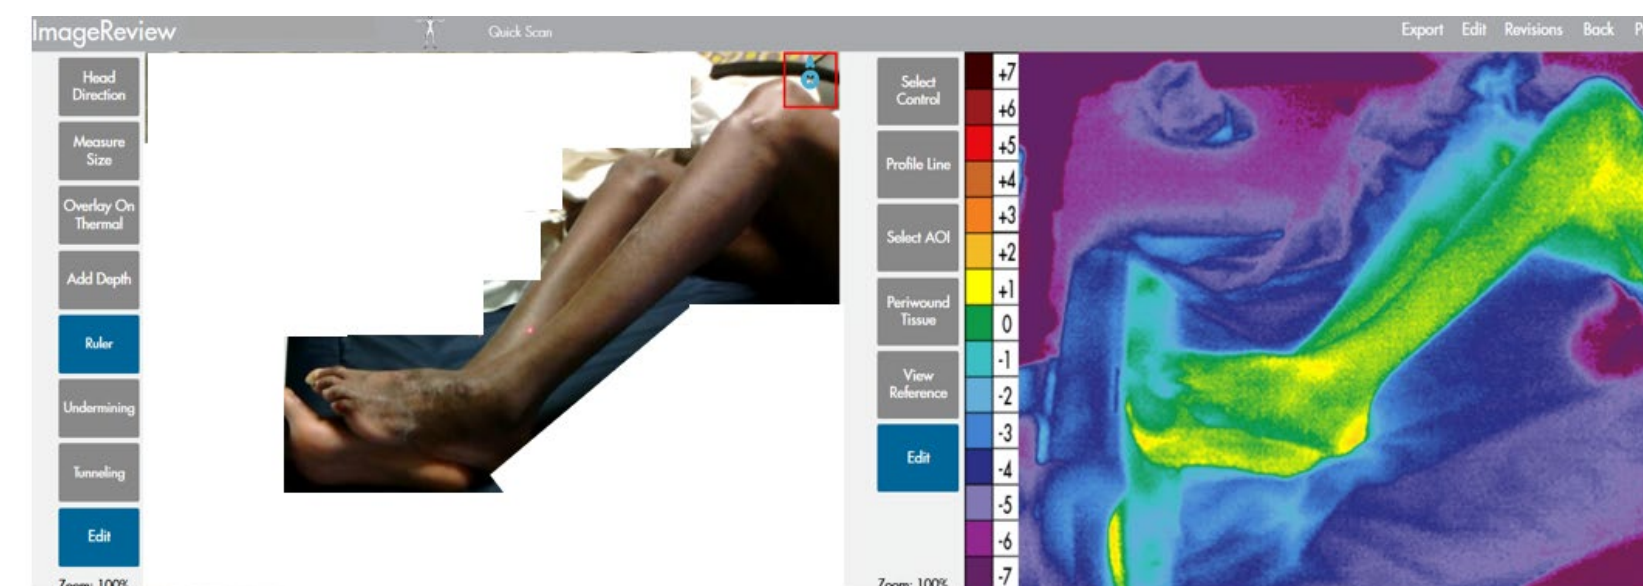 ImageReview
Quick Scan
Export Edit Revisions Back
Head
Direction
Measure
Size
Overlay On
Thermal
Add Depth
Ruler
Undermining
Tunneling
Edit
Zoom: 100%
Select
Control
Profile Line
Select AOI
Periwound
Tissue
View
Reference
Edit
Zoom: 100%
+7
+6
+5
+4
+3
+2
+1
0
-1
-2
-3
-4
-5
-6
-7